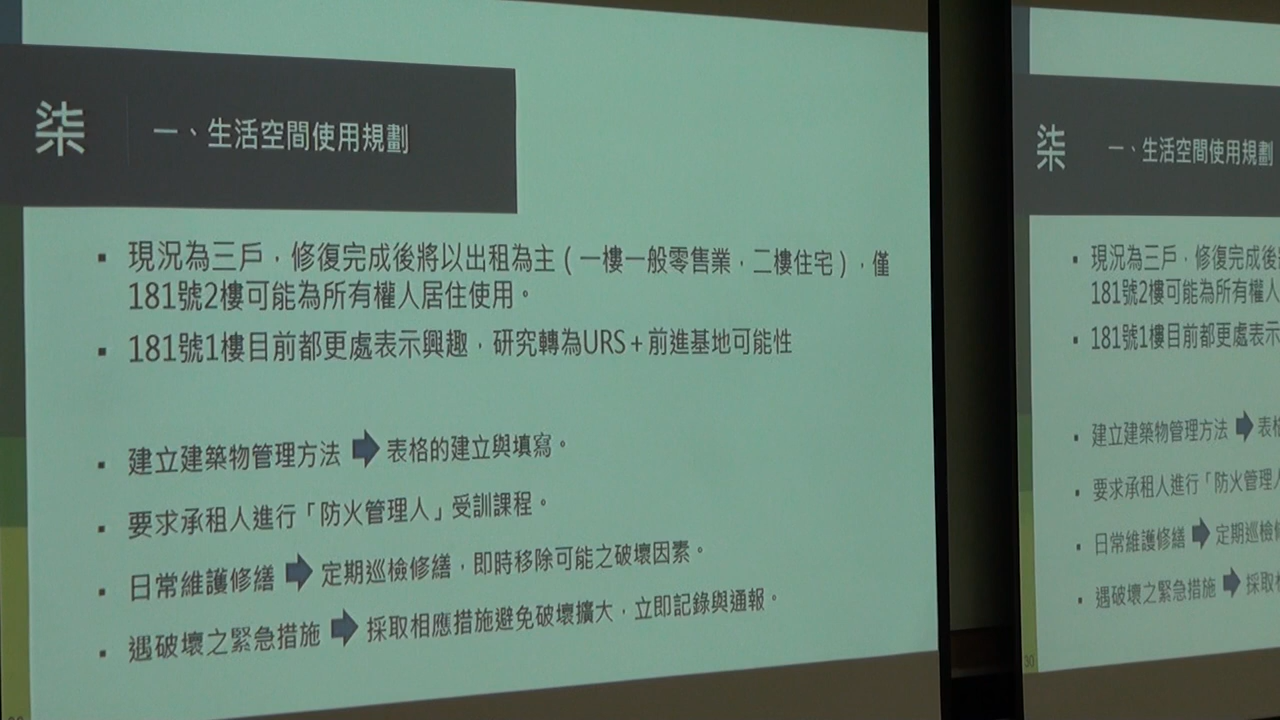 柒 一、生活空間使用規劃
▪ 現況為三戶，修復完成後將以出租為主（一樓一般零售業，二樓住宅），僅
181號2樓可能為所有權人居住使用。
▪ 181號1樓目前都更處表示興趣，研究轉為URS+前進基地可能性
▪ 建立建築物管理方法 ➡ 表格的建立與填寫。
▪ 要求承租人進行「防火管理人」受訓課程。
▪ 日常維護修繕 ➡ 定期巡檢修繕，即時移除可能之破壞因素。
▪ 遇破壞之緊急措施 ➡ 採取相應措施避免破壞擴大，立即記錄與通報。
柒 一、生活空間使用規劃
▪ 現況為三戶，修復完成後
181號2樓可能為所有權人
▪ 181號1樓目前都更處表示
▪ 建立建築物管理方法 ➡ 表格
▪ 要求承租人進行「防火管理人
▪ 日常維護修繕 ➡ 定期巡檢
▪ 遇破壞之緊急措施 ➡ 採取
30